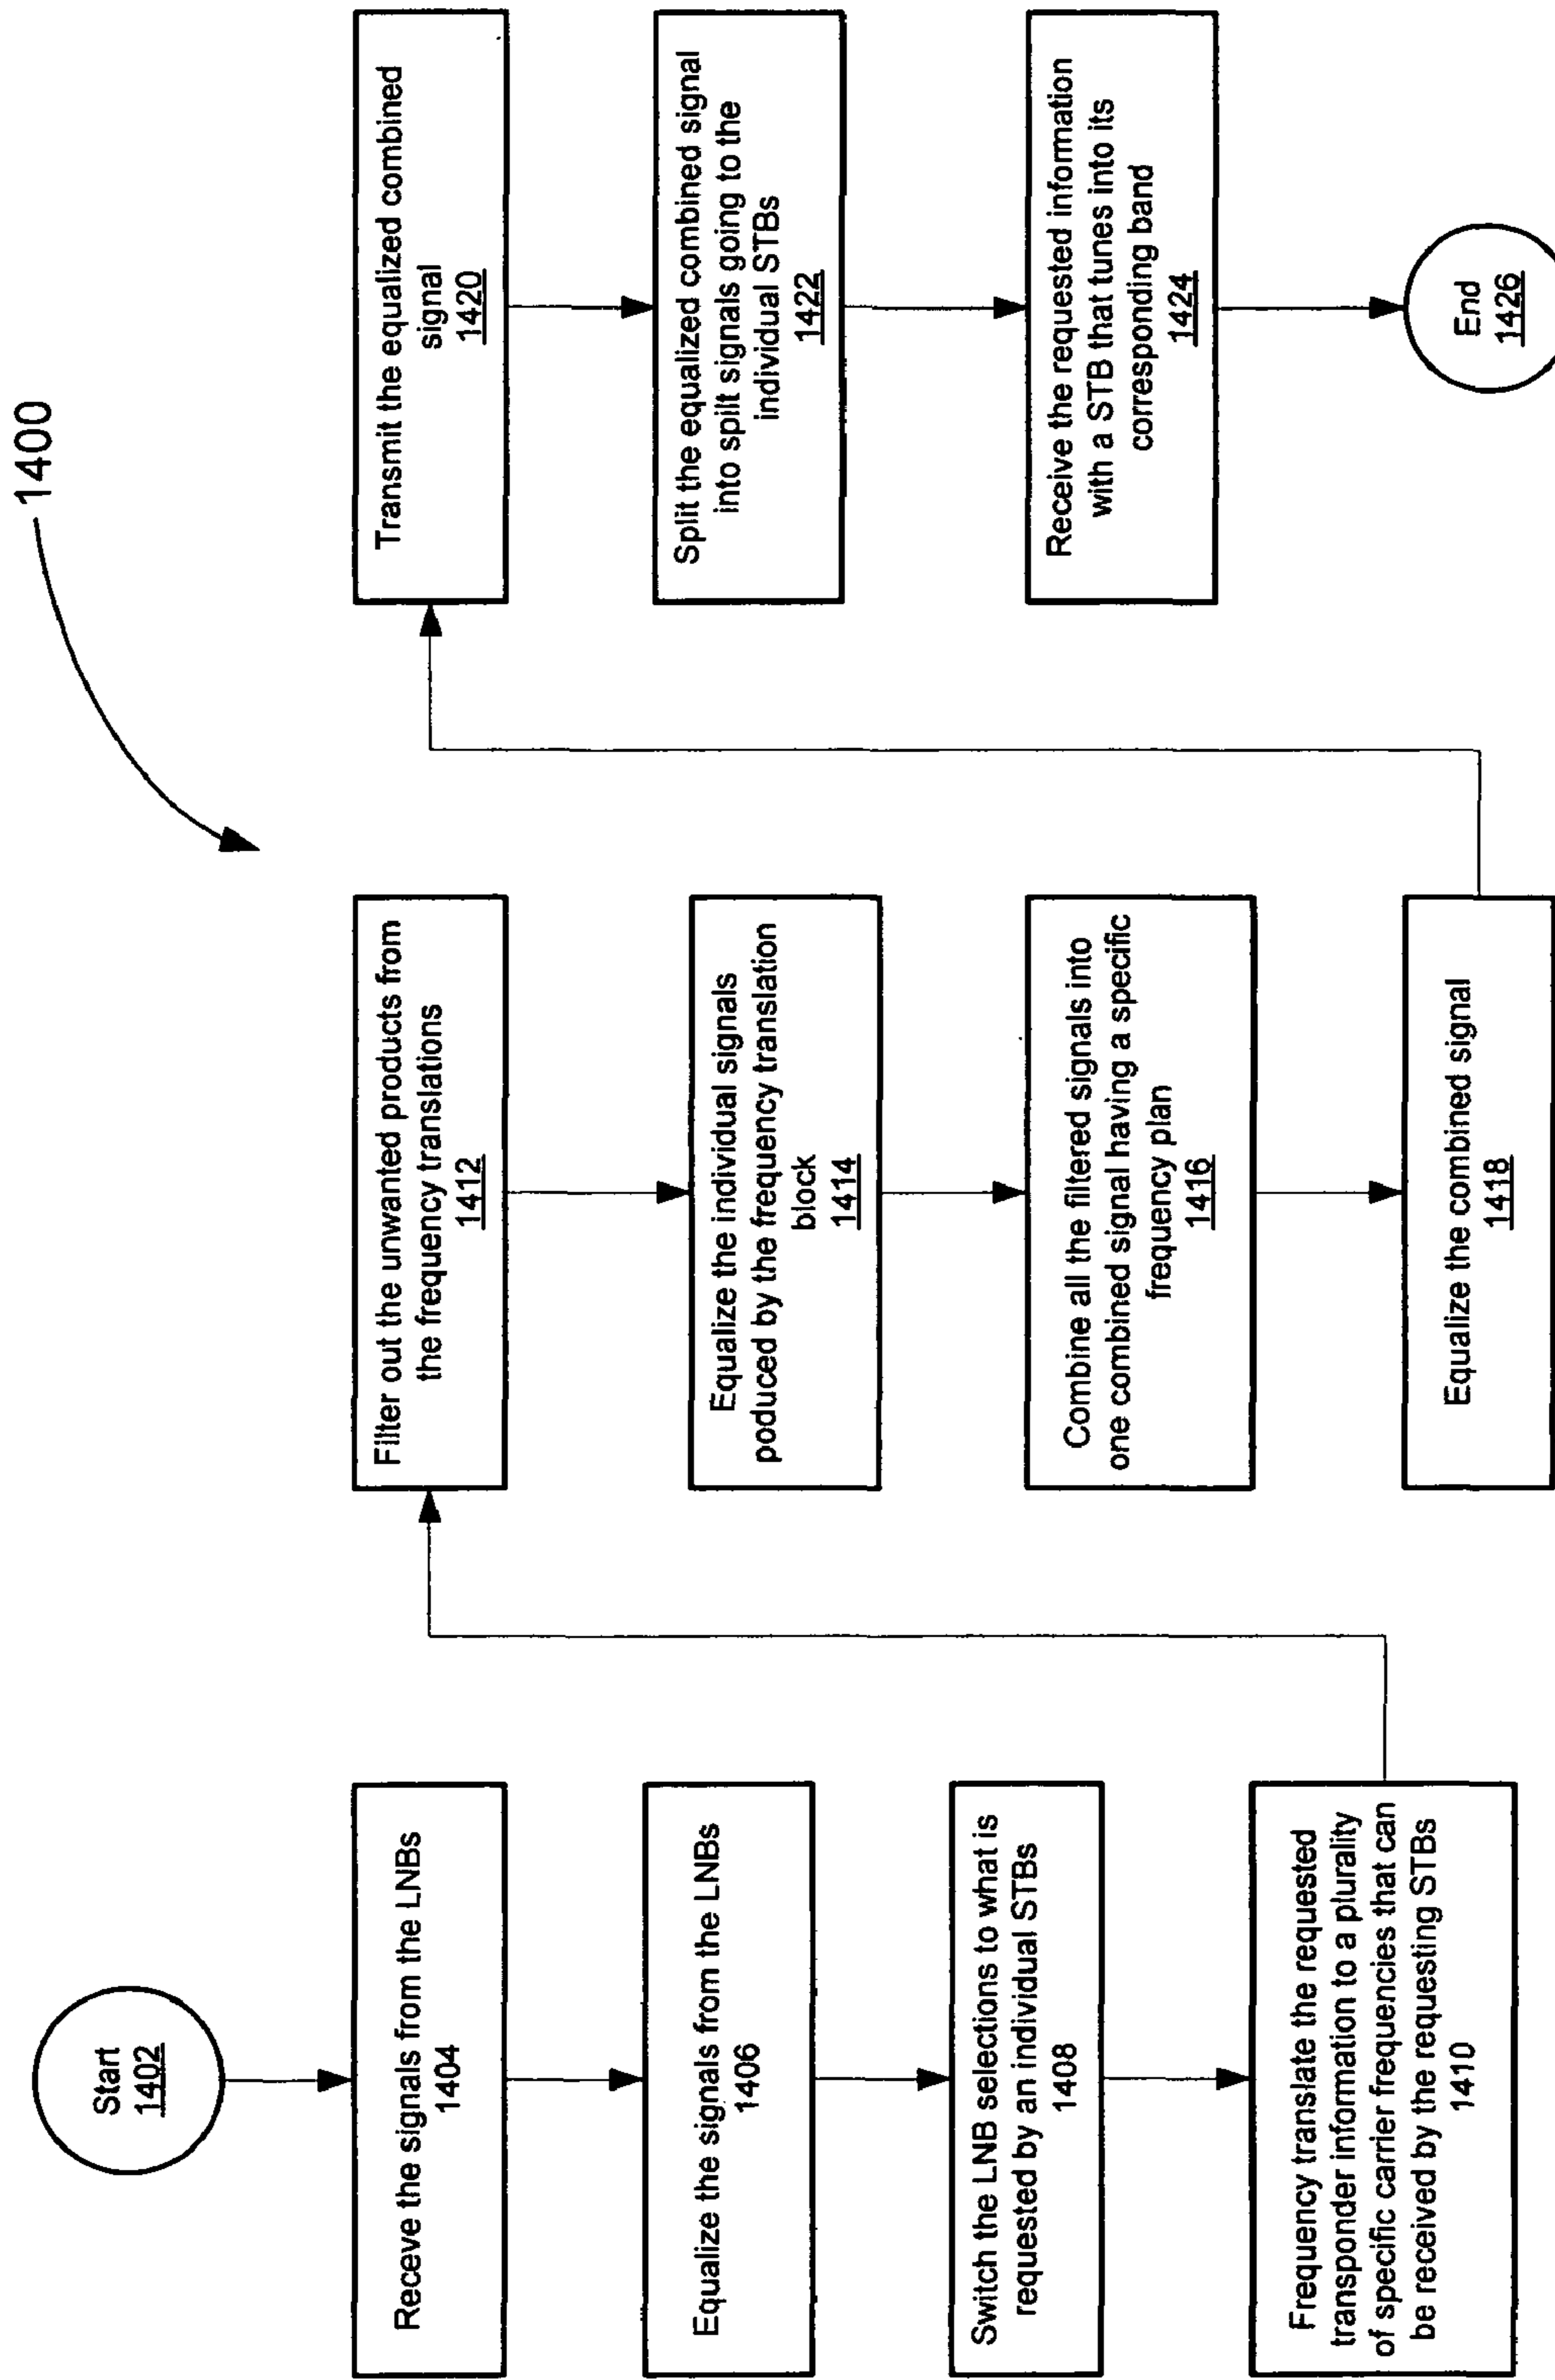 1400
Start
1402
Receve the signals from the LNBs
1404
Equalize the signals from the LNBs
1406
Switch the LNB selections to what is
requested by an individual STBs
1408
Frequency translate the requested
transponder information to a plurality
of specific carrier frequencies that can
be received by the requesting STBs
1410
Filter out the unwanted products from
the frequency translations
1412
Equalize the individual signals
poduced by the frequency translation
block
1414
Combine all the filtered signals into
one combined signal having a specific
frequency plan
1416
Equalize the combined signal
1418
Transmit the equalized combined
signal
1420
Split the equalized combined signal
into split signals going to the
individual STBs
1422
Receive the requested information
with a STB that tunes into its
corresponding band
1424
End
1426